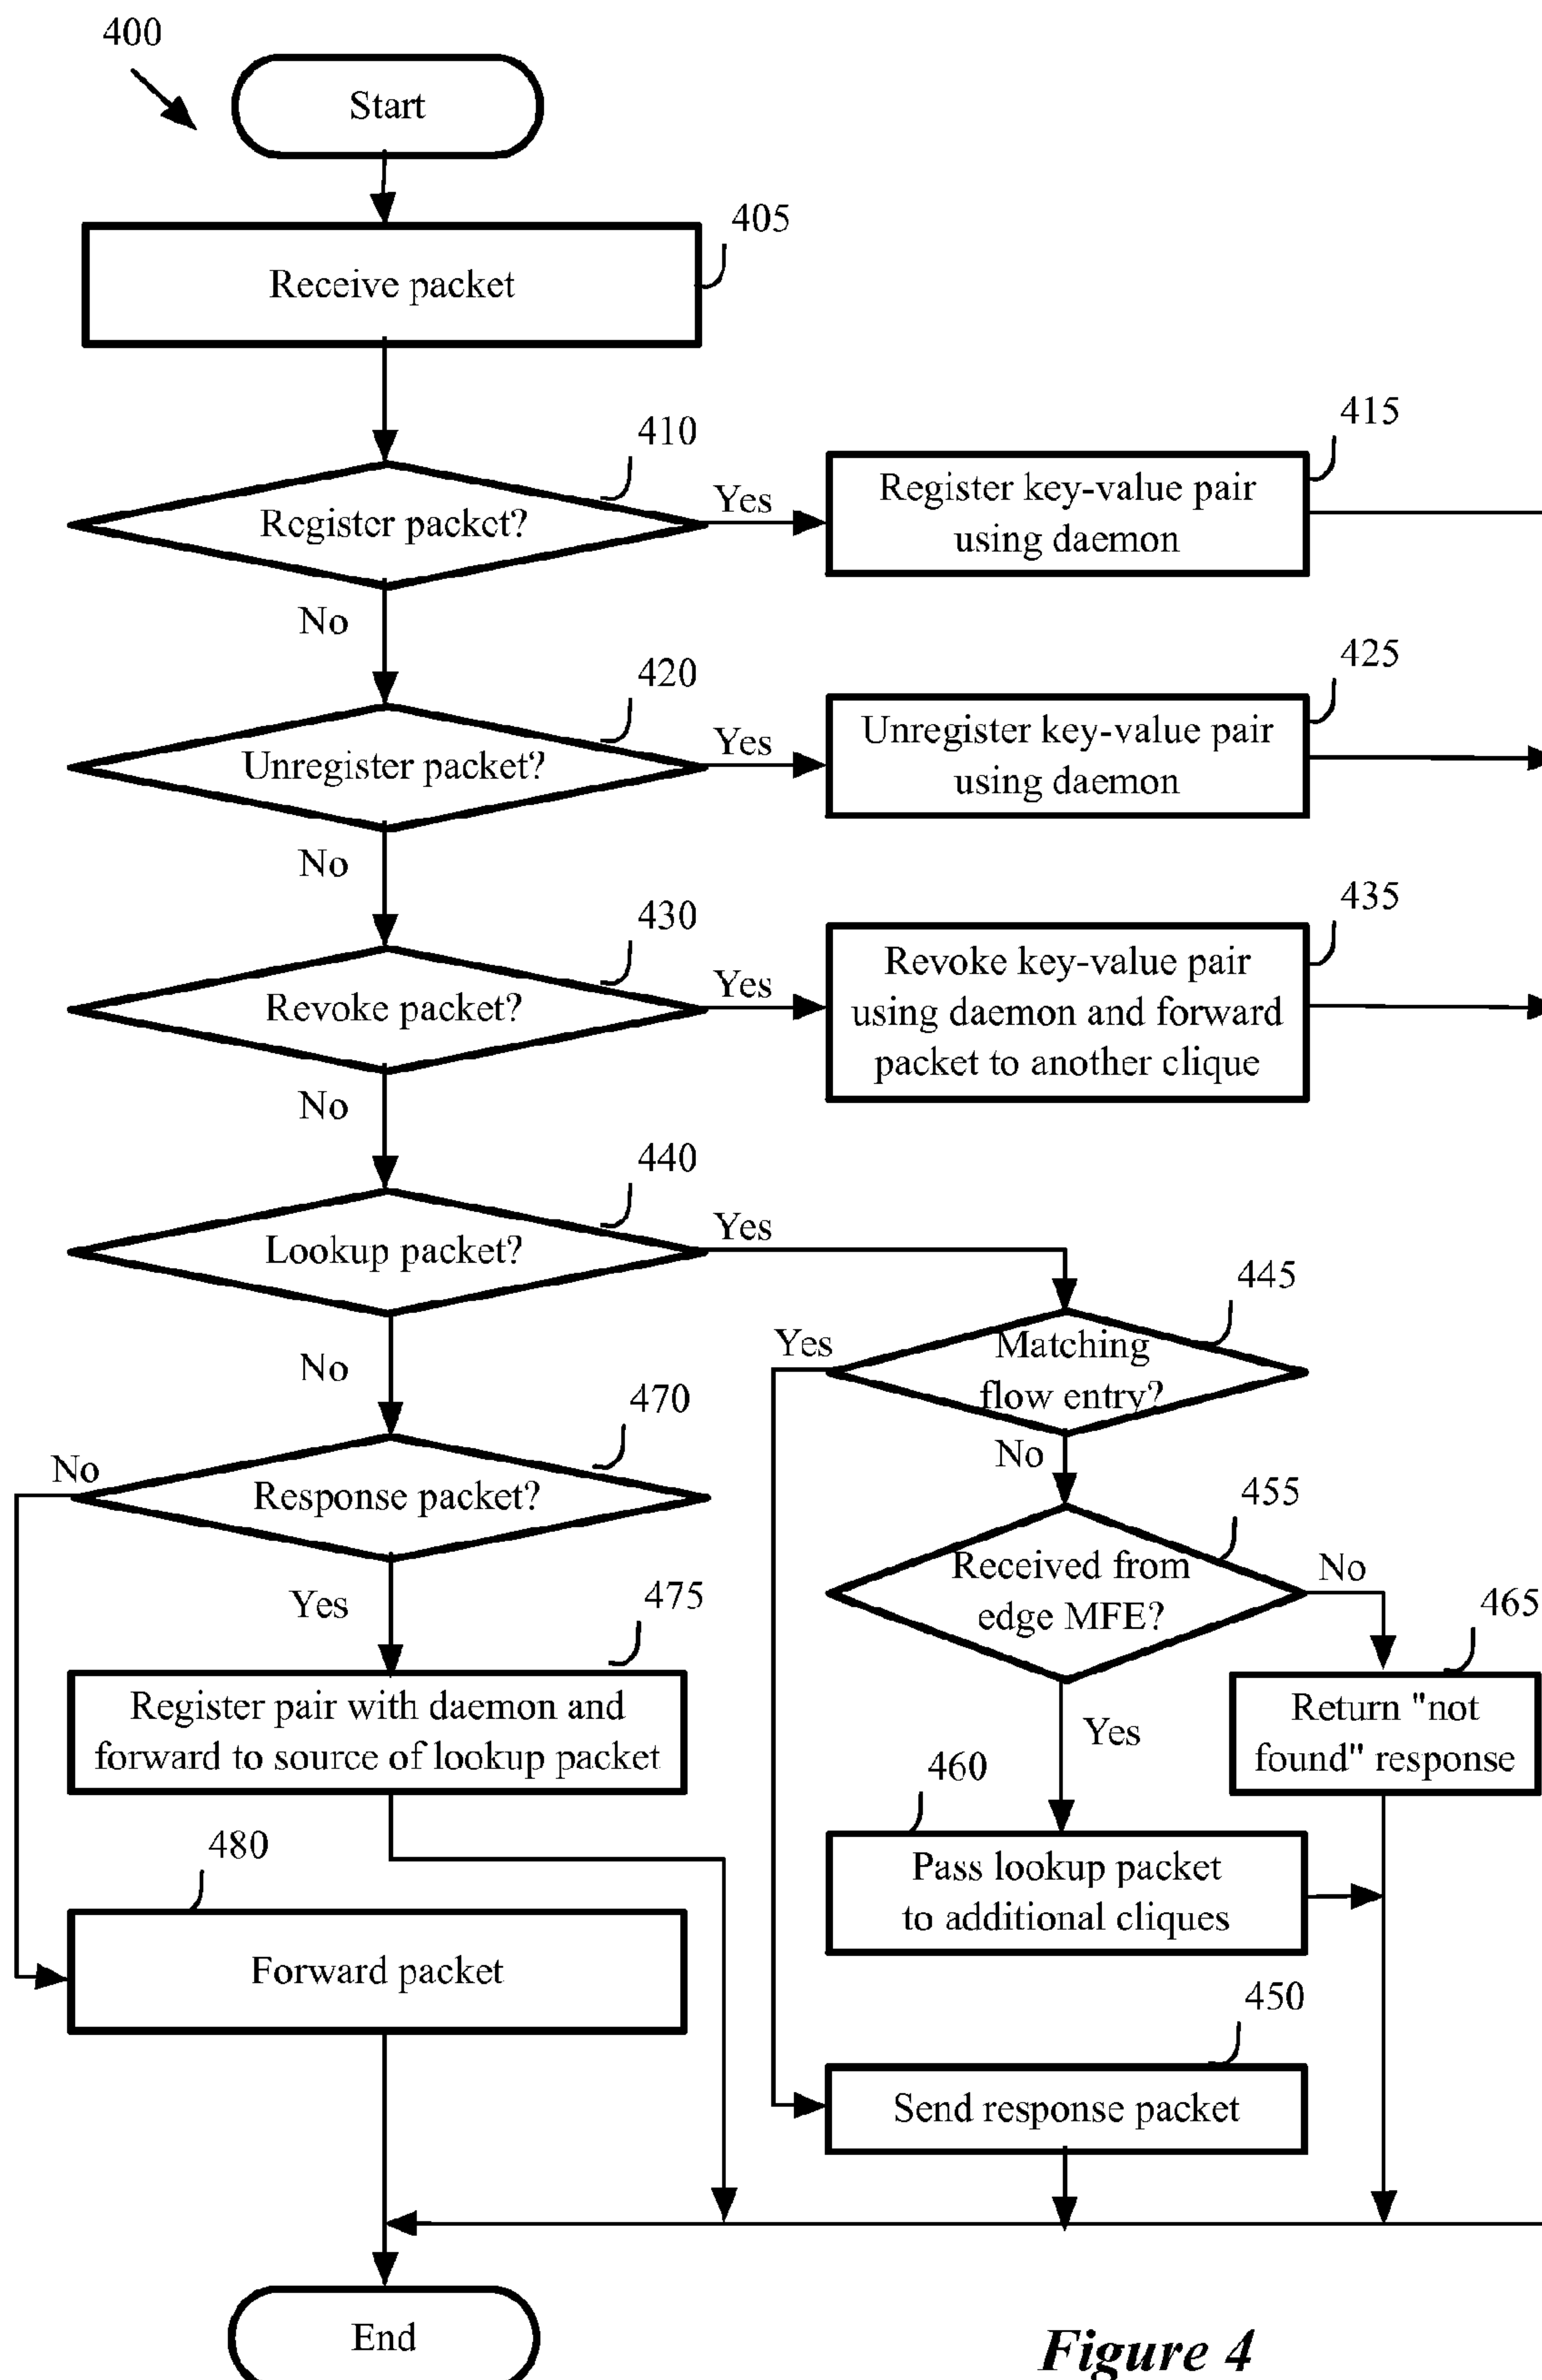 400
Start
405
Receive packet
410
Register packet?
Yes
415
Register key-value pair
using daemon
No
420
Unregister packet?
Yes
425
Unregister key-value pair
using daemon
No
430
Revoke packet?
Yes
435
Revoke key-value pair
using daemon and forward
packet to another clique
No
440
Lookup packet?
Yes
445
Matching
flow entry?
Yes
No
No
470
Response packet?
No
455
Received from
edge MFE?
No
465
Return "not
found" response
Yes
475
Register pair with daemon and
forward to source of lookup packet
Yes
460
Pass lookup packet
to additional cliques
480
Forward packet
450
Send response packet
End
Figure 4